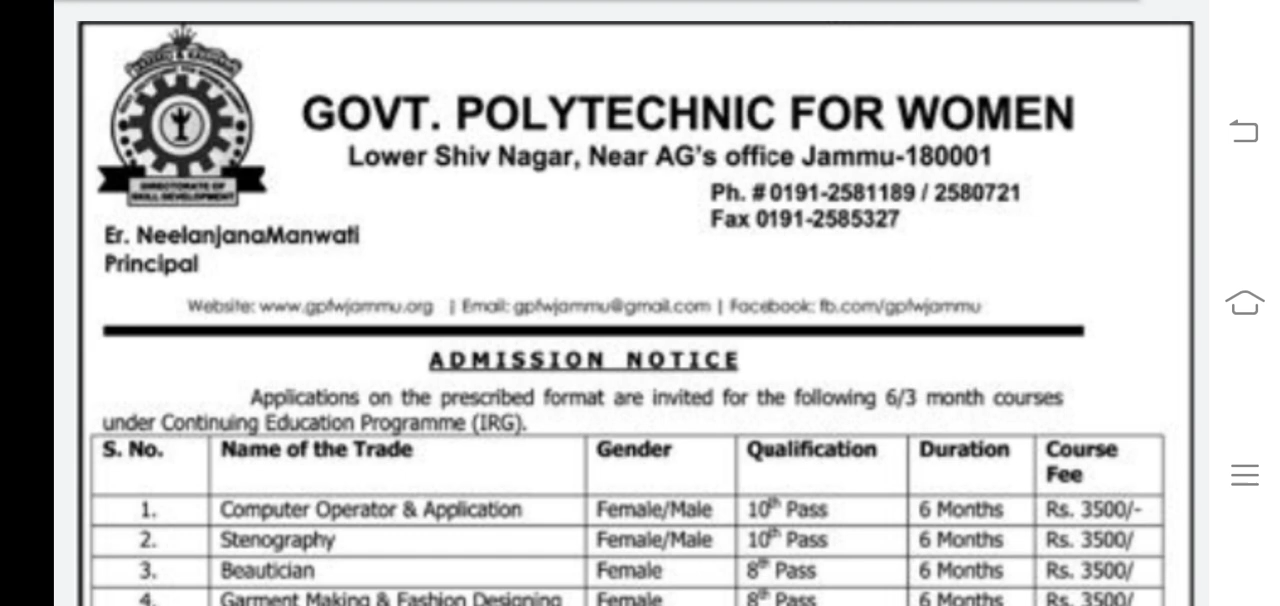 DIRECTORATE OF
SKILL DEVELOPMENT
GOVT. POLYTECHNIC FOR WOMEN
Lower Shiv Nagar, Near AG's office Jammu-180001
Ph. # 0191-2581189 / 2580721
Fax 0191-2585327
Er. NeelanjanaManwati
Principal
Website: www.gpfwjammu.org | Email: gpfwjammu@gmail.com | Facebook: fb.com/gpfwjammu
ADMISSION NOTICE
Applications on the prescribed format are invited for the following 6/3 month courses
under Continuing Education Programme (IRG).
S. No. Name of the Trade Gender Qualification Duration Course Fee
1. Computer Operator & Application Female/Male 10th Pass 6 Months Rs. 3500/-
2. Stenography Female/Male 10th Pass 6 Months Rs. 3500/
3. Beautician Female 8th Pass 6 Months Rs. 3500/
4. Garment Making & Fashion Designing Female 8th Pass 6 Months Rs. 3500/